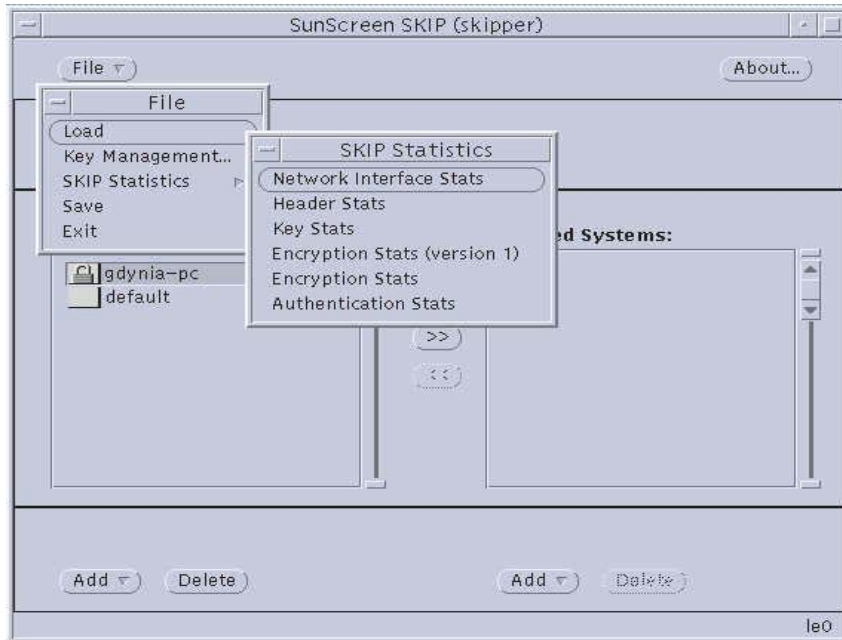 SunScreen SKIP (skipper)
File
About...
File
Load
Key Management...
SKIP Statistics
Save
Exit
SKIP Statistics
Network Interface Stats
Header Stats
Key Stats
Encryption Stats (version 1)
Encryption Stats
Authentication Stats
ed Systems:
gdynia-pc
default
>>
<<
Add
Delete
Add
Delete
le0